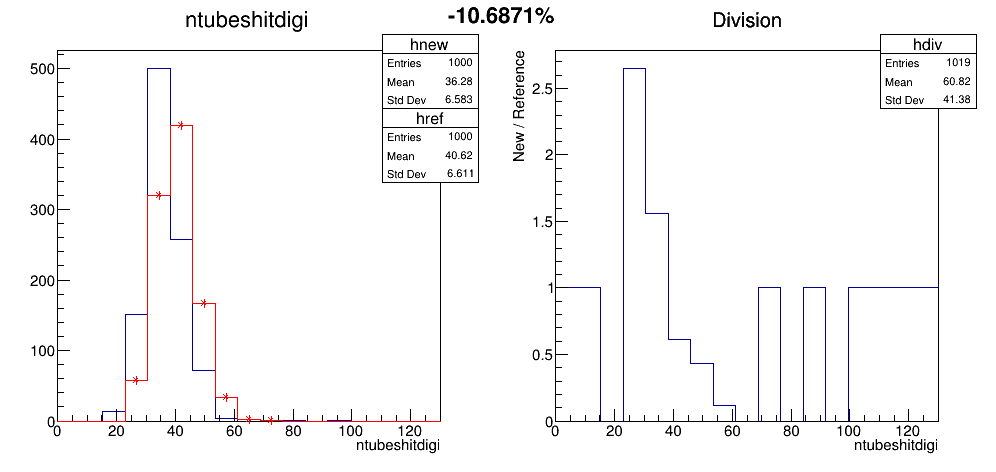 -10.6871%
ntubeshitdigi
hnew
Entries 1000
Mean 36.28
Std Dev 6.583
href
Entries 1000
Mean 40.62
Std Dev 6.611
500
400
300
200
100
0
0 20 40 60 80 100 120
ntubeshitdigi
Division
hdiv
Entries 1019
Mean 60.82
Std Dev 41.38
New / Reference
2.5
2
1.5
1
0.5
0
0 20 40 60 80 100 120
ntubeshitdigi